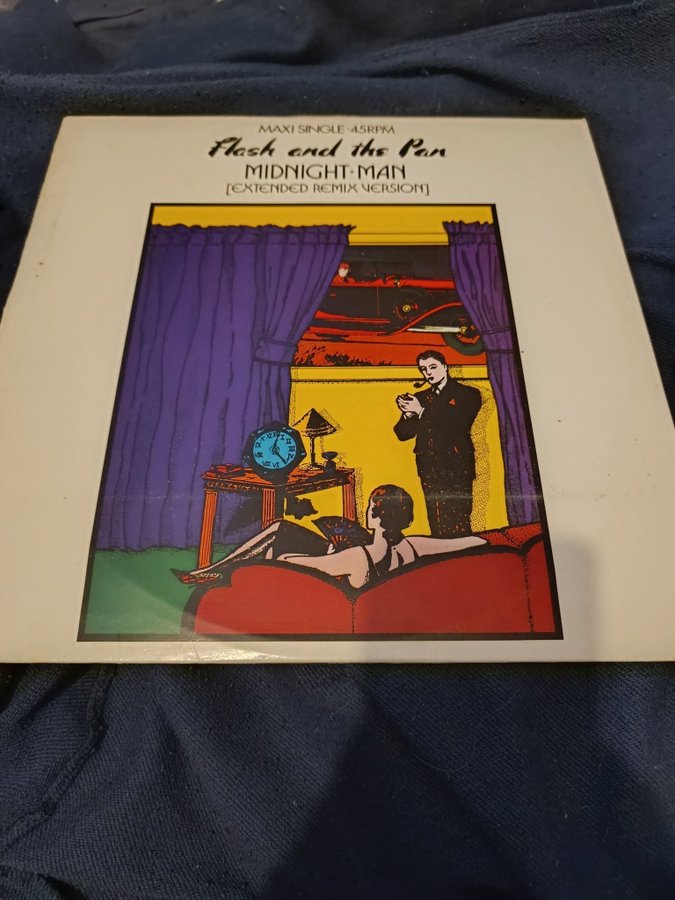 MAXI SINGLE-45RPM
Flash and the Pan
MIDNIGHT·MAN
[EXTENDED REMIX VERSION]